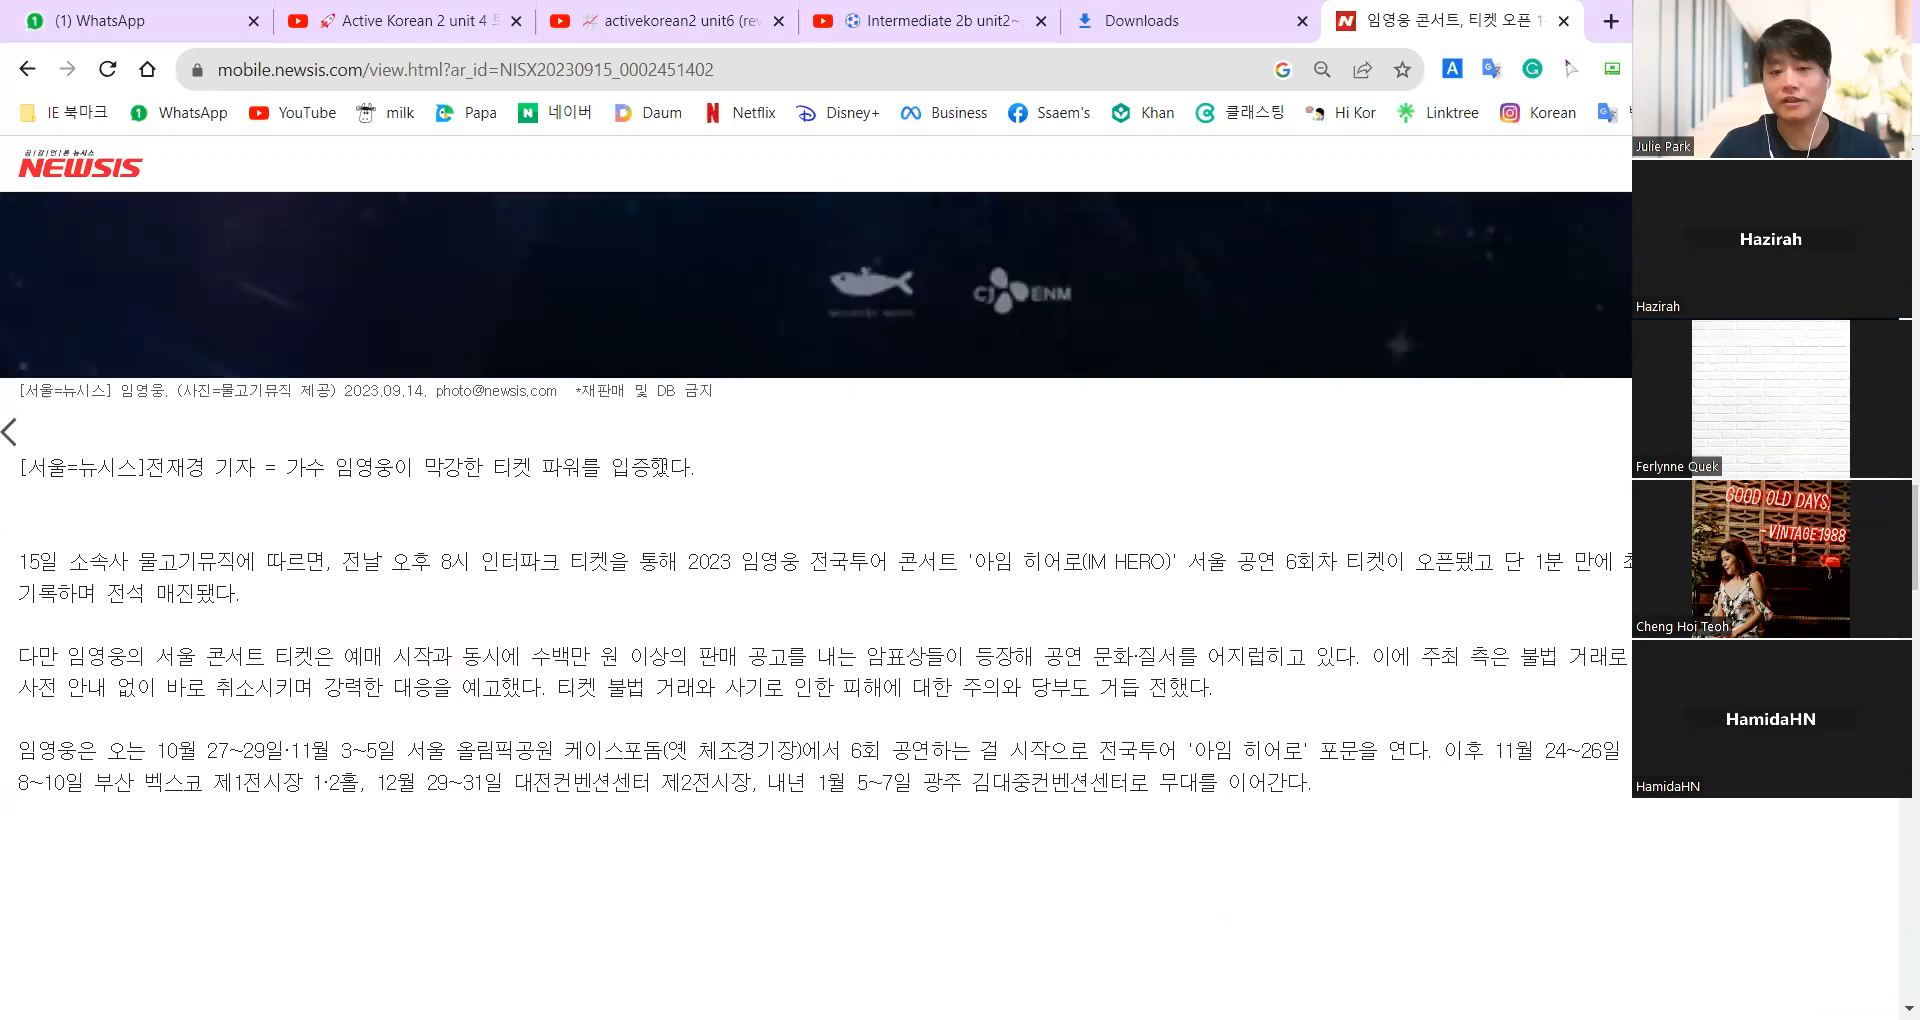 (1) WhatsApp
Active Korean 2 unit 4
activekorean2 unit6 (rev
Intermediate 2b unit2~
Downloads
임영웅 콘서트, 티켓 오픈 1
mobile.newsis.com/view.html?ar_id=NISX20230915_0002451402
IE 북마크
WhatsApp
YouTube
milk
Papa
네이버
Daum
Netflix
Disney+
Business
Ssaem's
Khan
클래스팅
Hi Kor
Linktree
Korean
공|감|언|론 뉴시스
NEWSIS
CJ ENM
[서울=뉴시스] 임영웅. (사진=물고기뮤직 제공) 2023.09.14. photo@newsis.com *재판매 및 DB 금지
[서울=뉴시스]전재경 기자 = 가수 임영웅이 막강한 티켓 파워를 입증했다.
15일 소속사 물고기뮤직에 따르면, 전날 오후 8시 인터파크 티켓을 통해 2023 임영웅 전국투어 콘서트 '아임 히어로(IM HERO)' 서울 공연 6회차 티켓이 오픈됐고 단 1분 만에
기록하며 전석 매진됐다.
다만 임영웅의 서울 콘서트 티켓은 예매 시작과 동시에 수백만 원 이상의 판매 공고를 내는 암표상들이 등장해 공연 문화·질서를 어지럽히고 있다. 이에 주최 측은 불법 거래로
사전 안내 없이 바로 취소시키며 강력한 대응을 예고했다. 티켓 불법 거래와 사기로 인한 피해에 대한 주의와 당부도 거듭 전했다.
임영웅은 오는 10월 27~29일·11월 3~5일 서울 올림픽공원 케이스포돔(옛 체조경기장)에서 6회 공연하는 걸 시작으로 전국투어 '아임 히어로' 포문을 연다. 이후 11월 24~26일
8~10일 부산 벡스코 제1전시장 1·2홀, 12월 29~31일 대전컨벤션센터 제2전시장, 내년 1월 5~7일 광주 김대중컨벤션센터로 무대를 이어간다.
Julie Park
Hazirah
Hazirah
Ferlynne Quek
GOOD OLD DAYS,
VINTAGE1988
Cheng Hoi Teoh
HamidaHN
HamidaHN